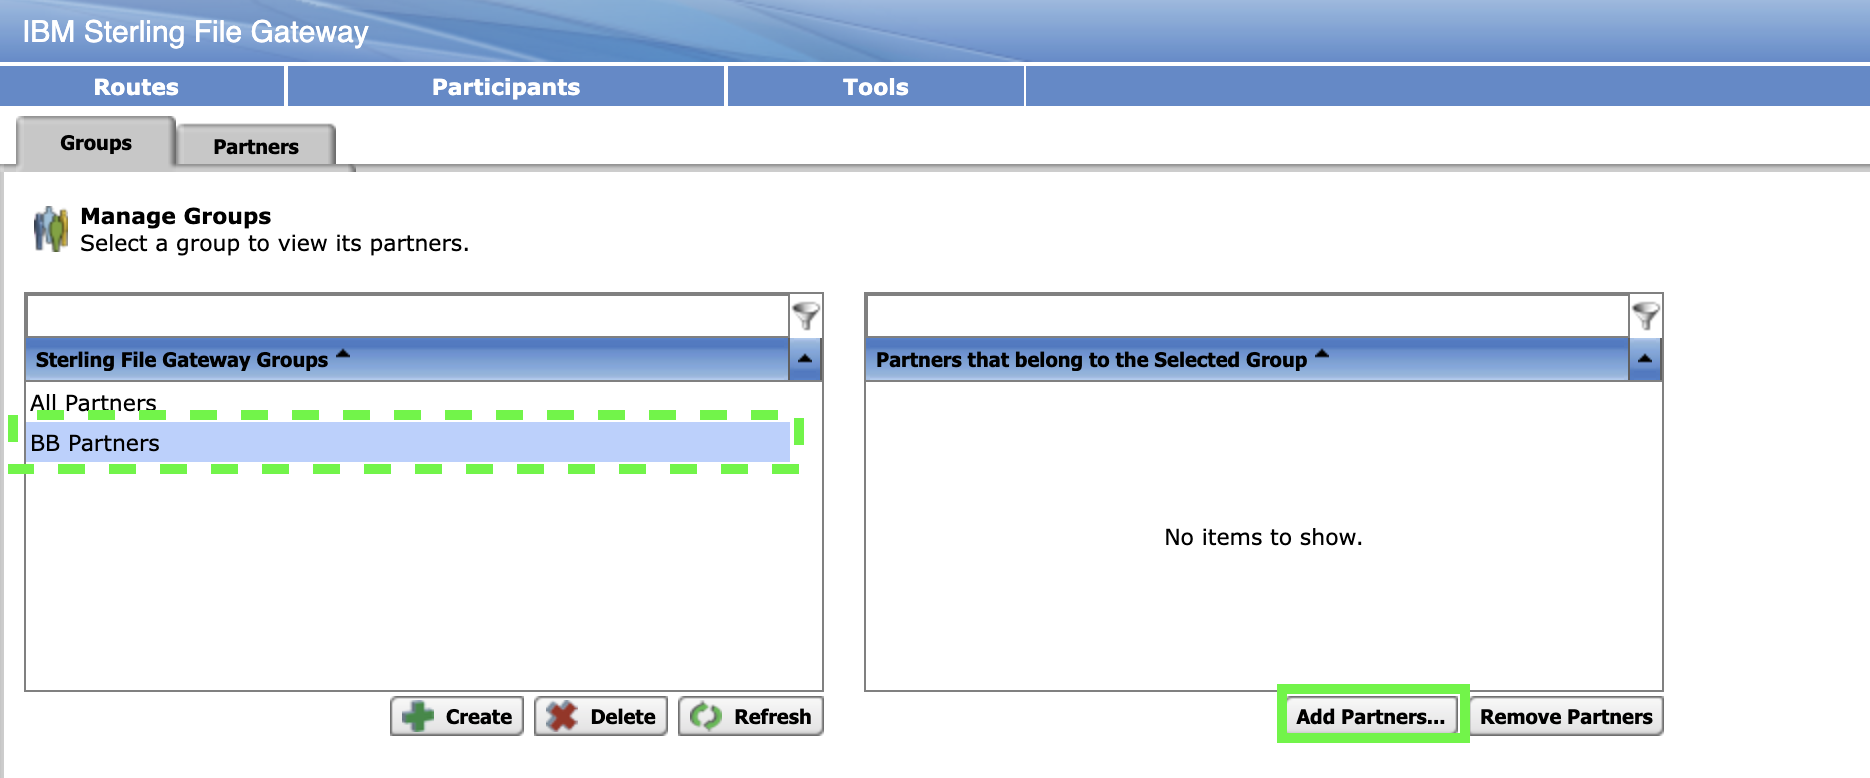 IBM Sterling File Gateway
Routes
Participants
Tools
Groups
Partners
Manage Groups
Select a group to view its partners.
Sterling File Gateway Groups
All Partners
BB Partners
Create
Delete
Refresh
Partners that belong to the Selected Group
No items to show.
Add Partners...
Remove Partners